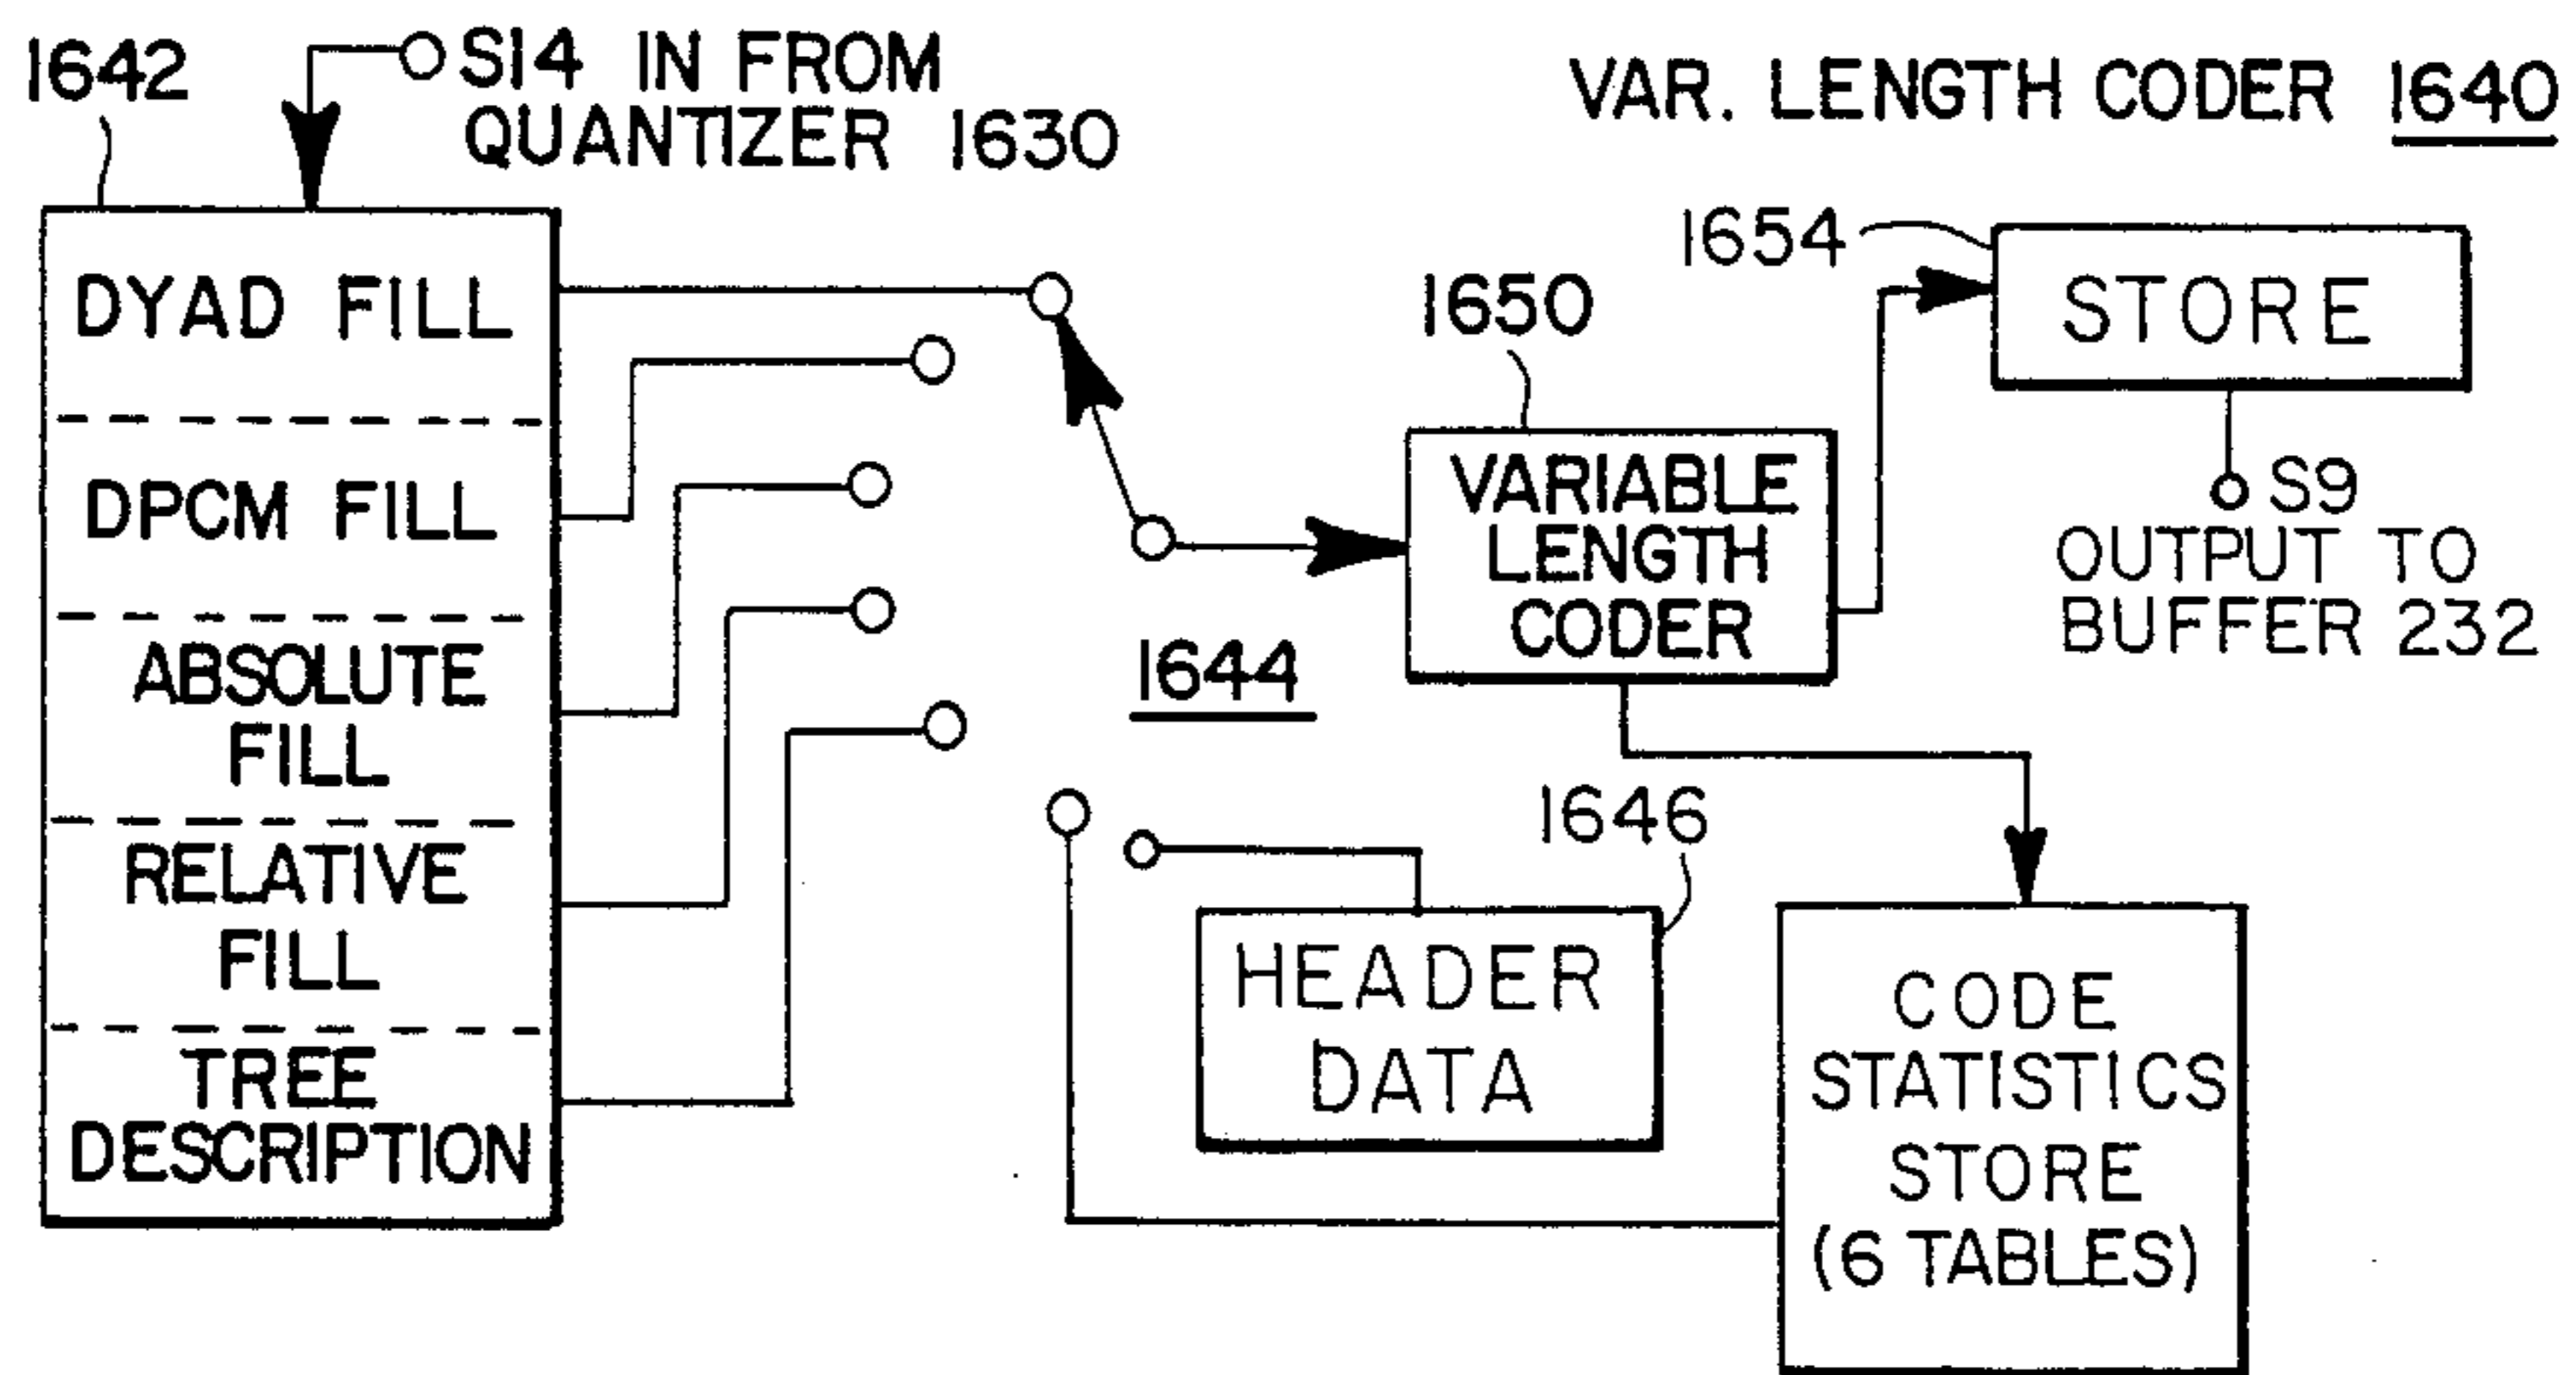 1642
S14 IN FROM
QUANTIZER 1630
VAR. LENGTH CODER 1640
DYAD FILL
DPCM FILL
ABSOLUTE
FILL
RELATIVE
FILL
TREE
DESCRIPTION
1644
1650
VARIABLE
LENGTH
CODER
1654
STORE
S9
OUTPUT TO
BUFFER 232
1646
HEADER
DATA
CODE
STATISTICS
STORE
(6 TABLES)